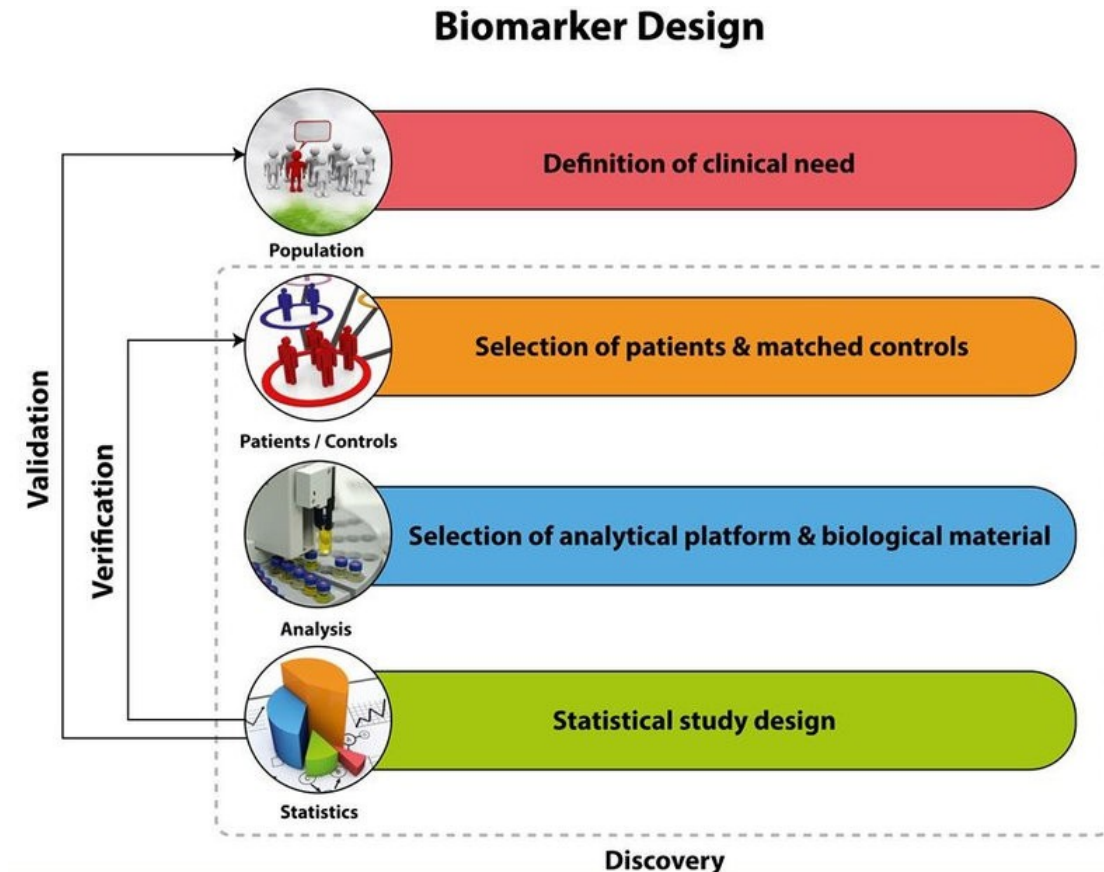 Biomarker Design
Definition of clinical need
Population
Selection of patients & matched controls
Patients / Controls
Selection of analytical platform & biological material
Analysis
Statistical study design
Statistics
Discovery
Validation
Verification